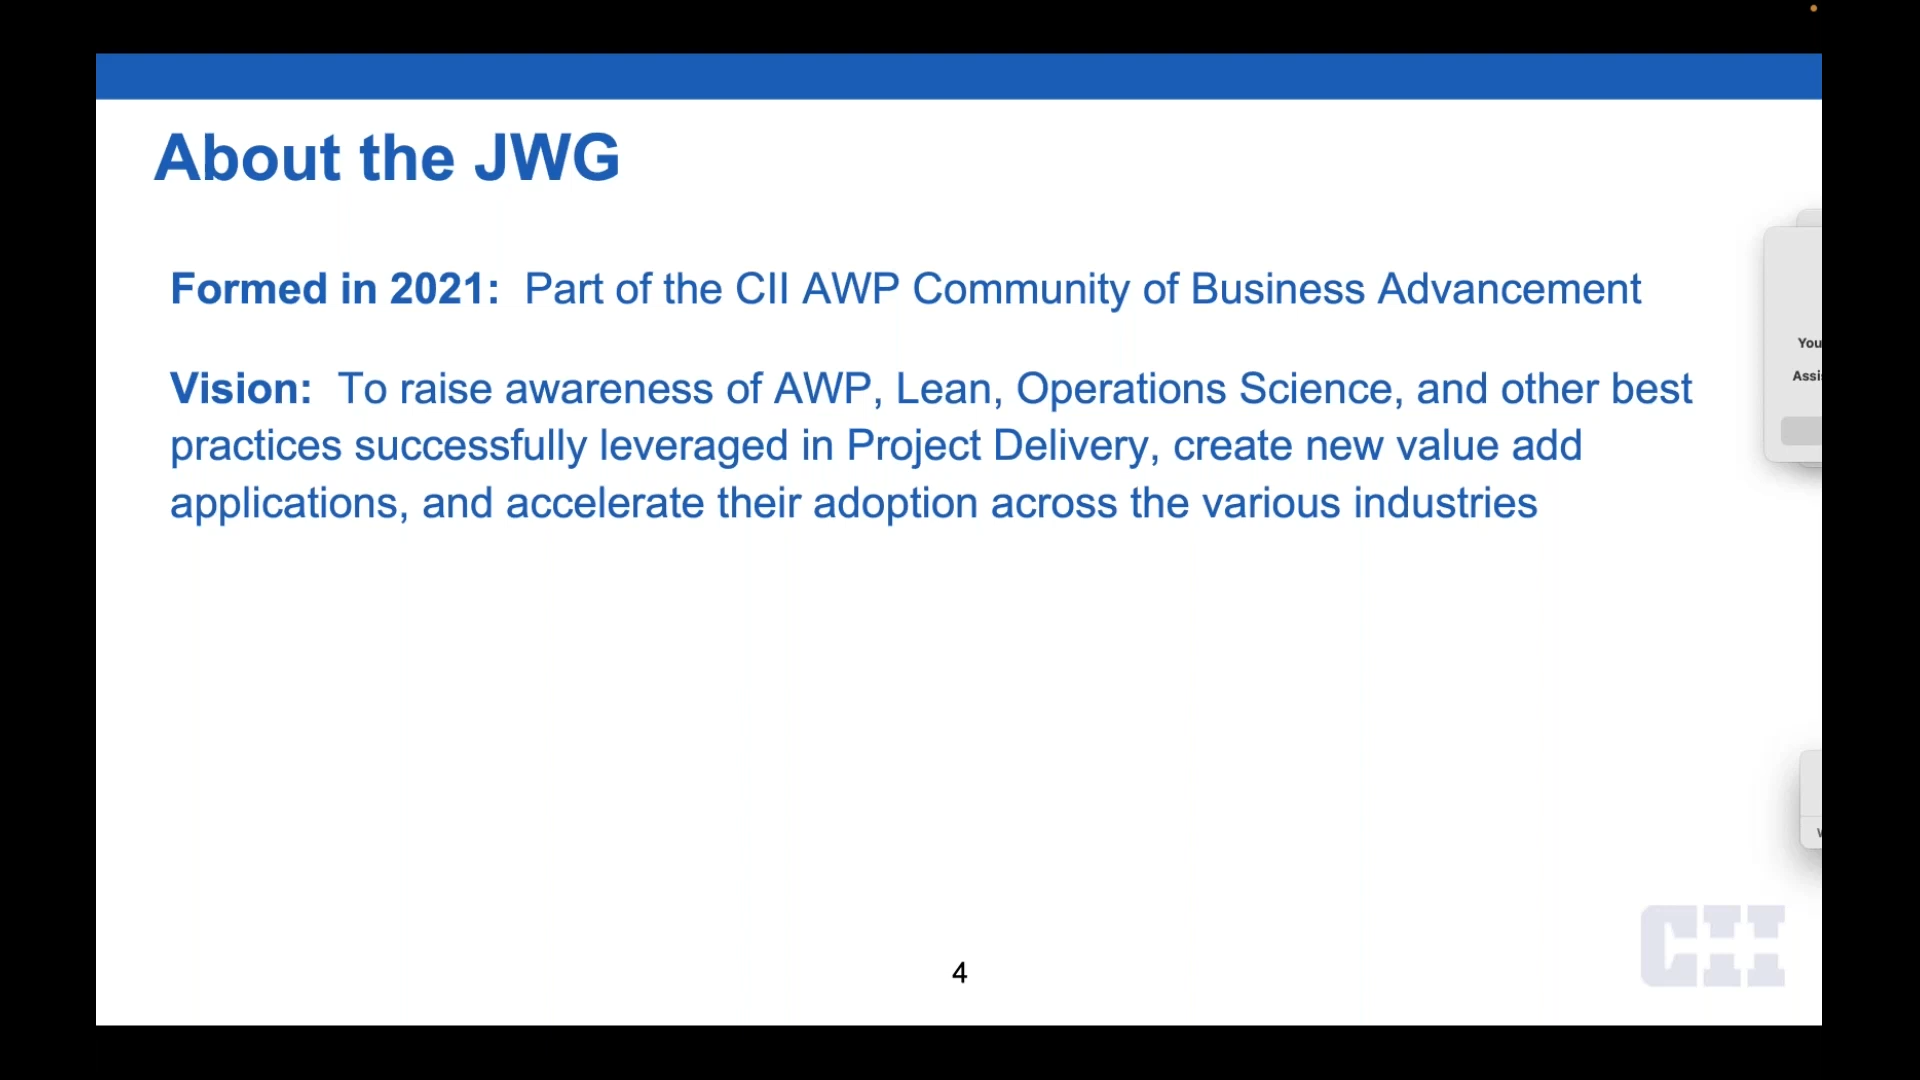 About the JWG
Formed in 2021: Part of the CII AWP Community of Business Advancement
Vision: To raise awareness of AWP, Lean, Operations Science, and other best
practices successfully leveraged in Project Delivery, create new value add
applications, and accelerate their adoption across the various industries
You
4
CII